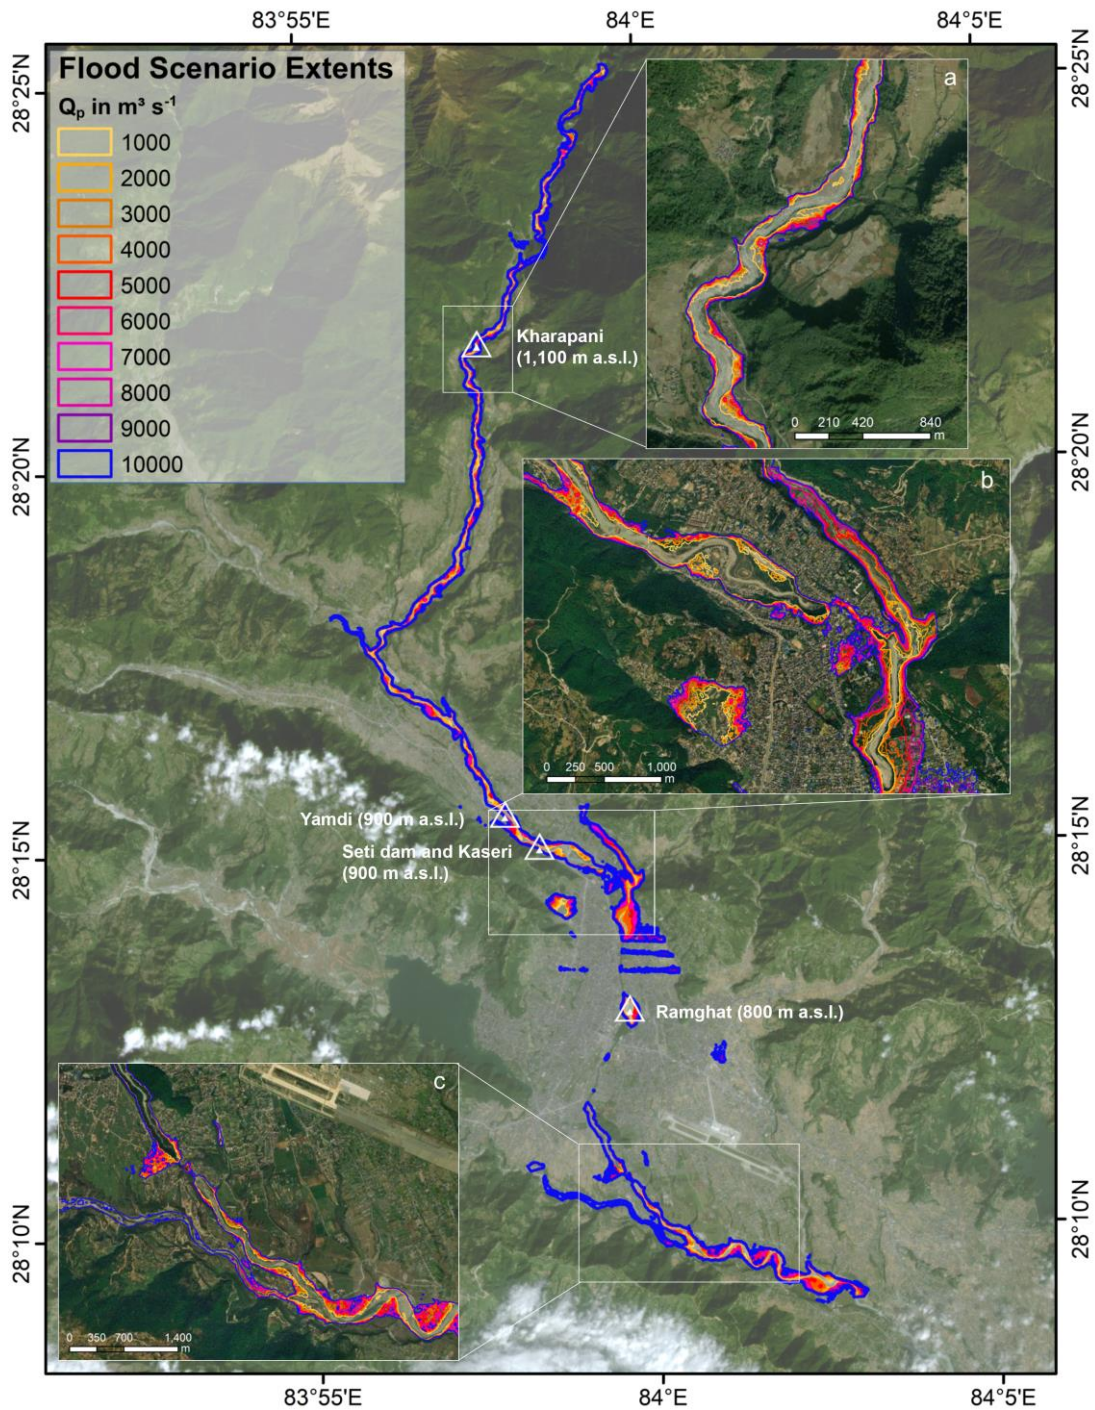 83°55'E 84°E 84°5'E
28°25'N
28°25'N
Flood Scenario Extents
Qp in m³ s⁻¹
1000
2000
3000
4000
5000
6000
7000
8000
9000
10000
a
0 210 420 840
m
Kharapani
(1,100 m a.s.l.)
28°20'N
28°20'N
b
0 250 500 1,000
m
Yamdi (900 m a.s.l.)
Seti dam and Kaseri
(900 m a.s.l.)
28°15'N
28°15'N
Ramghat (800 m a.s.l.)
c
0 350 700 1,400
m
28°10'N
28°10'N
83°55'E 84°E 84°5'E